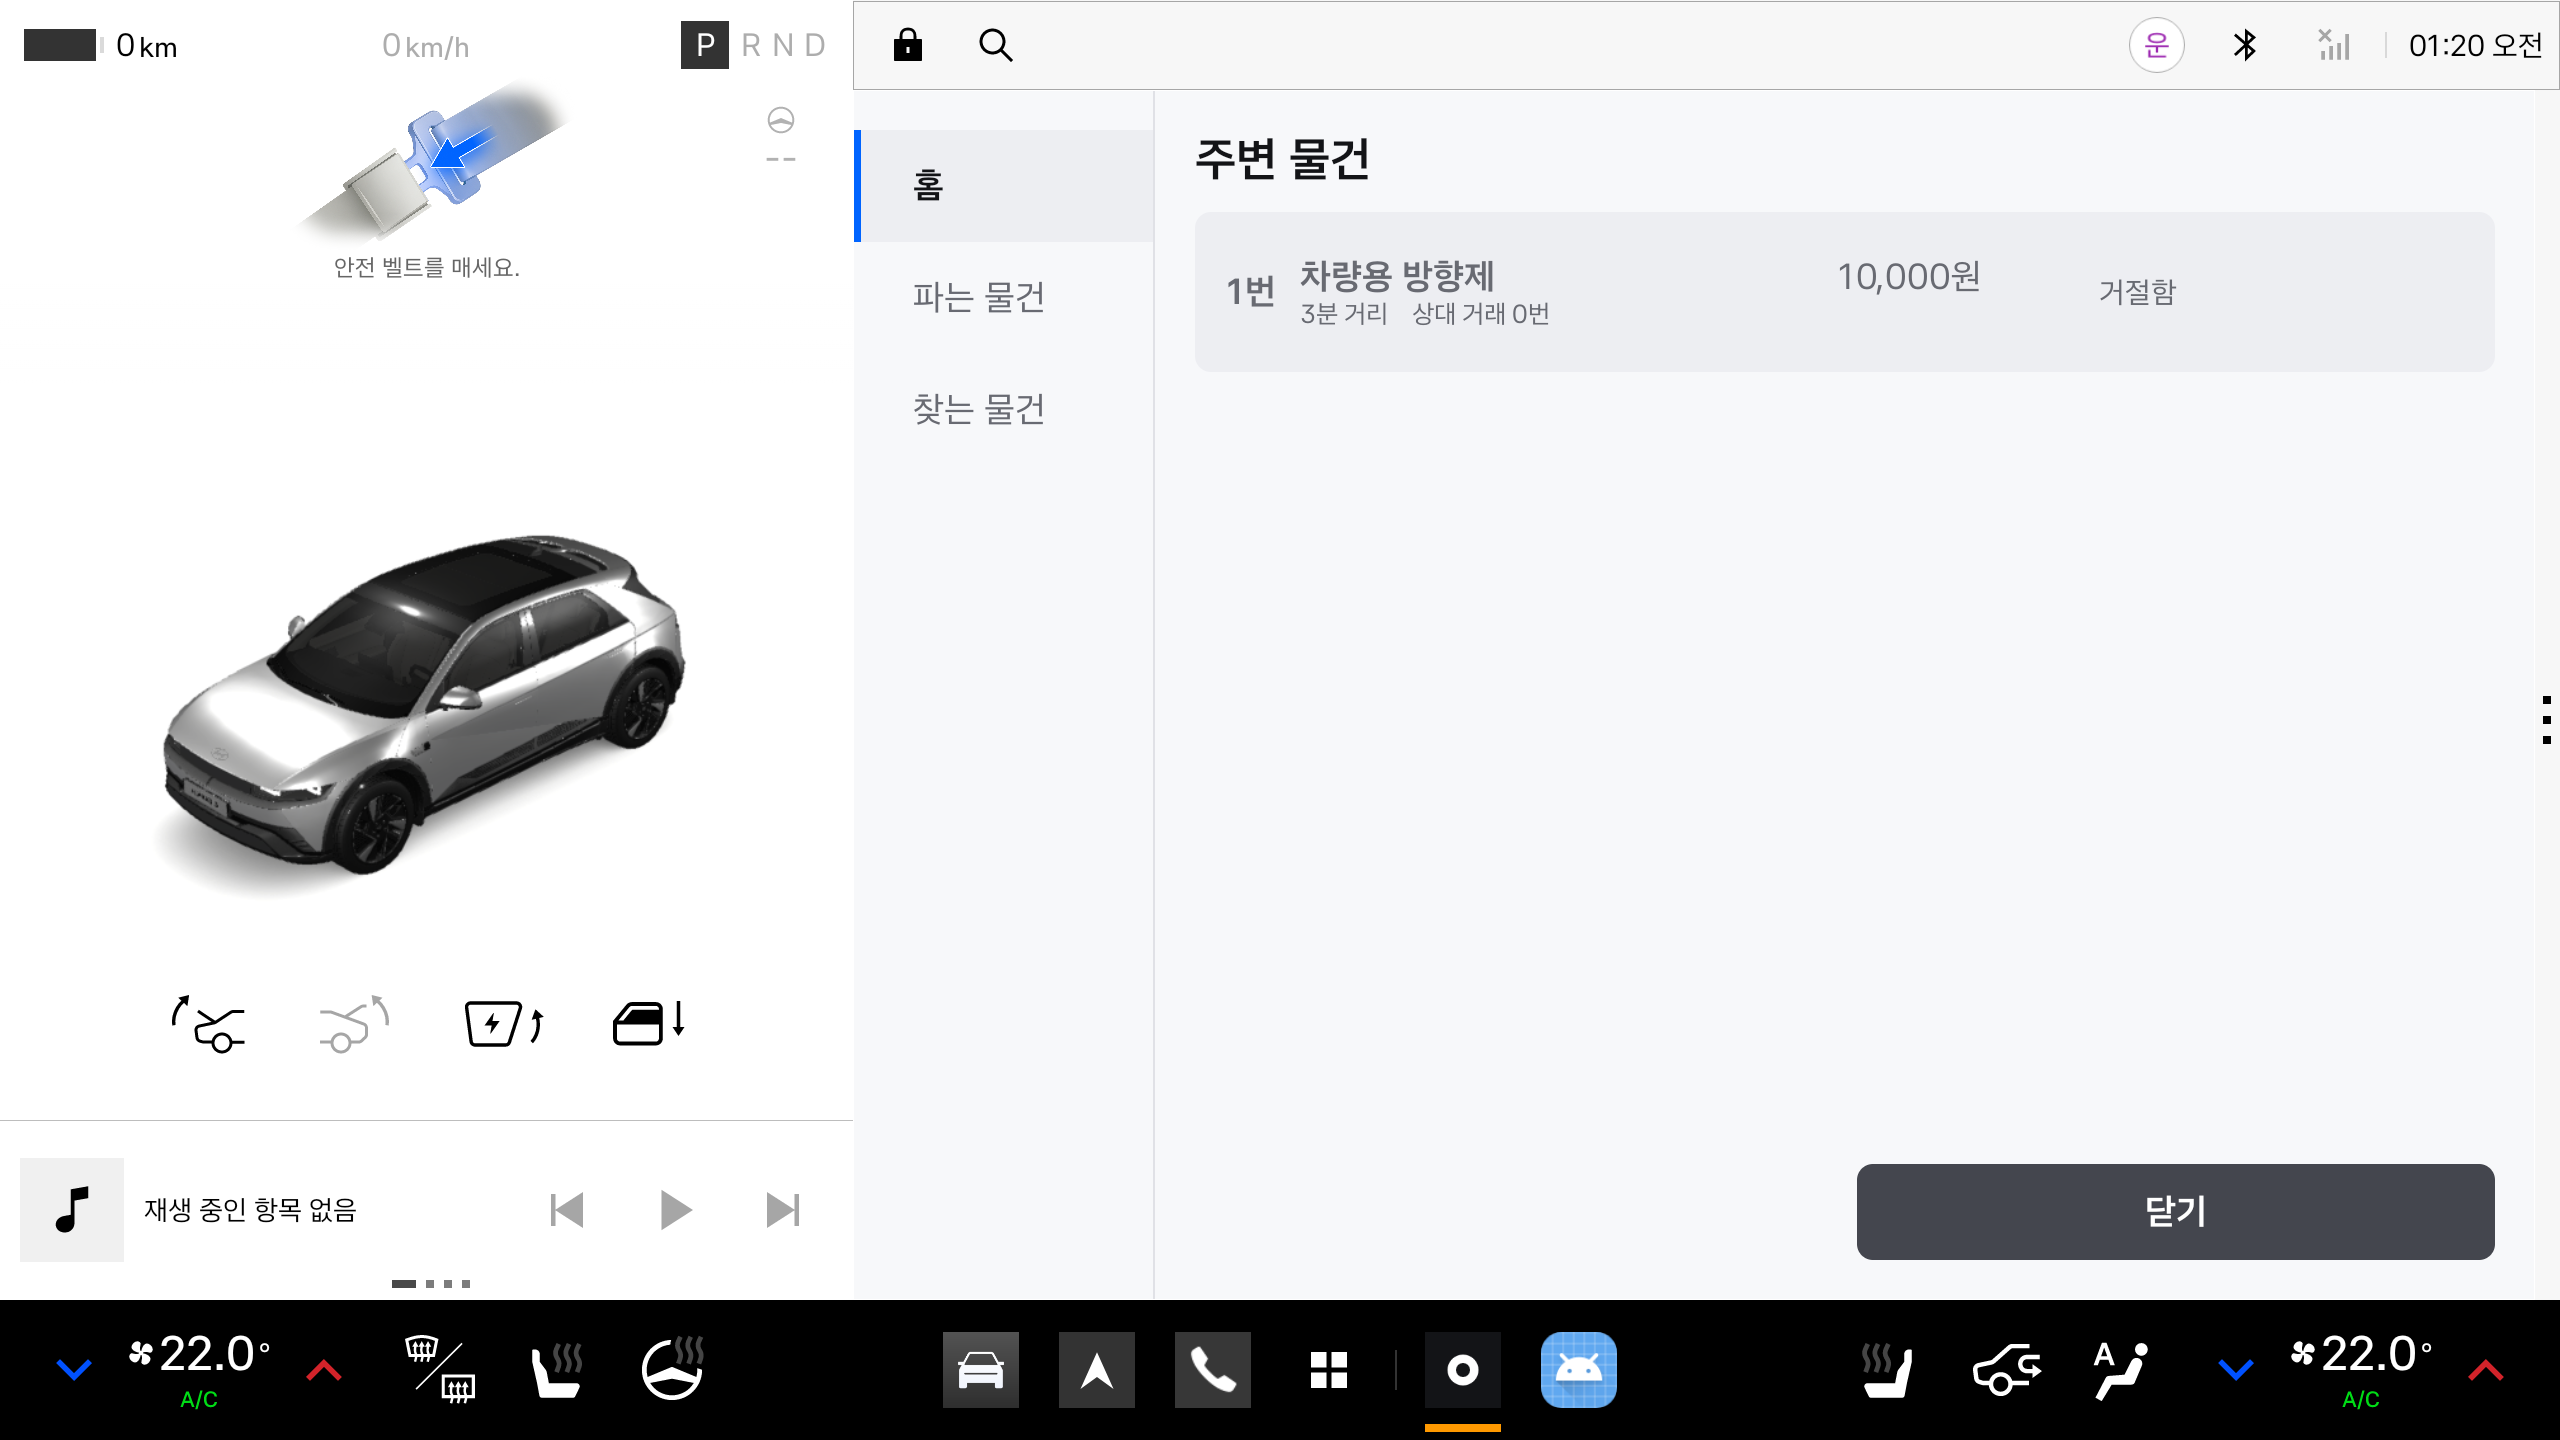 0 km
0 km/h
P R N D
안전 벨트를 매세요.
재생 중인 항목 없음
운
01:20 오전
홈
파는 물건
찾는 물건
주변 물건
1번
차량용 방향제
3분 거리 상대 거래 0번
10,000원
거절함
닫기
22.0°
A/C
A
22.0°
A/C